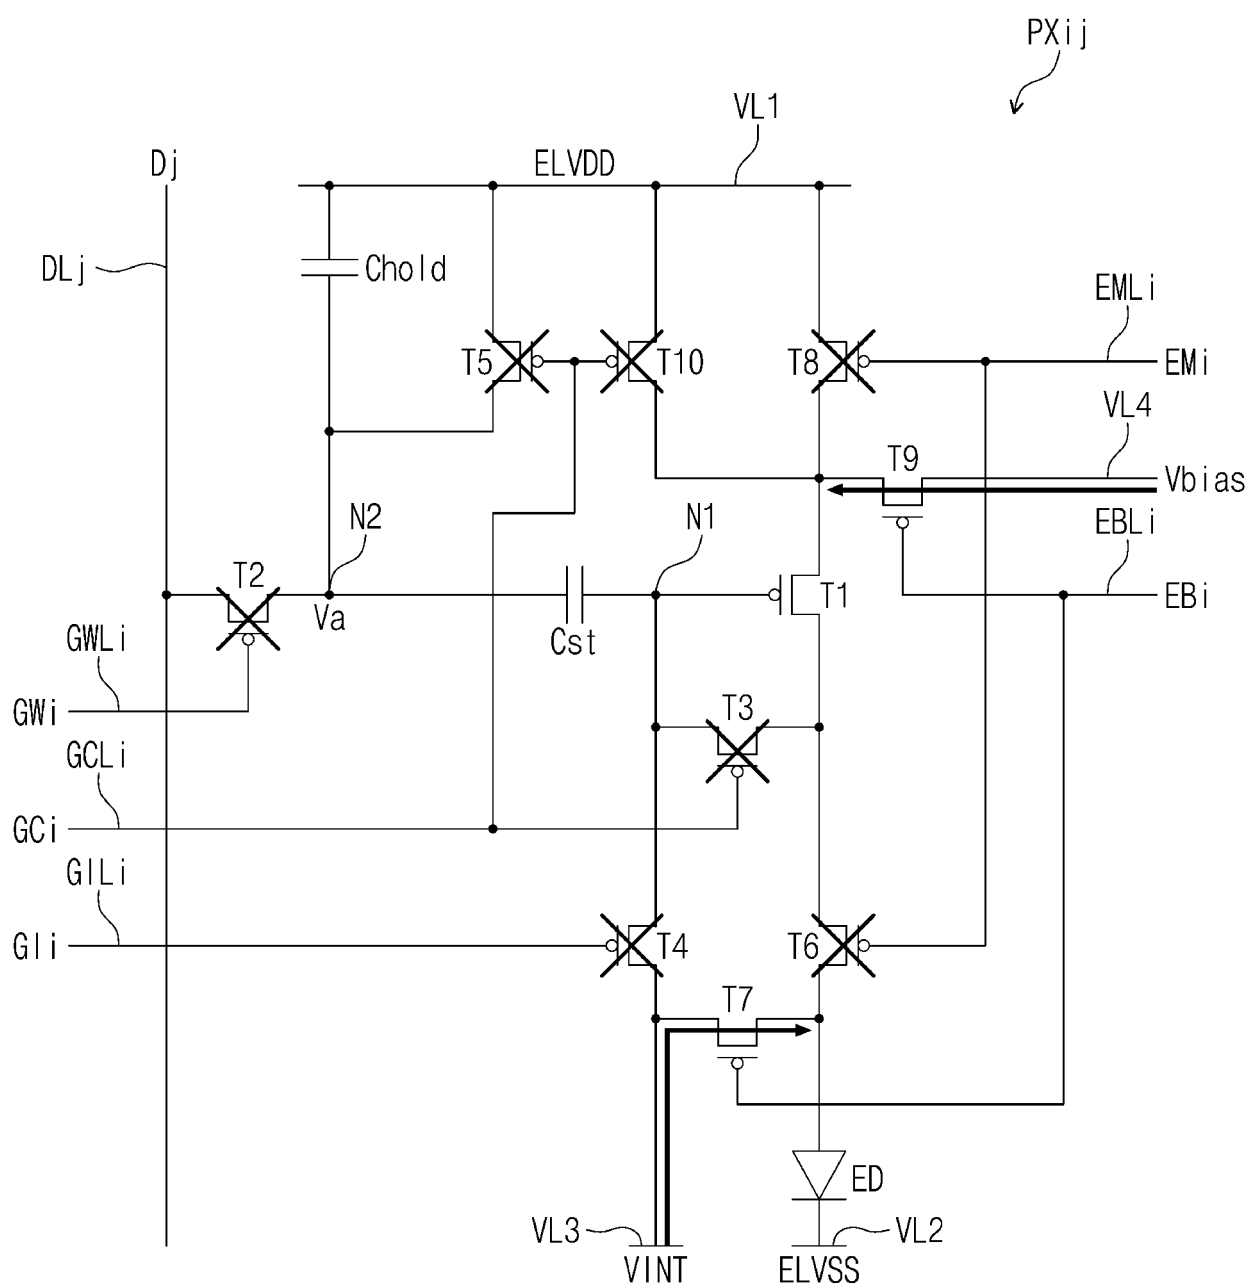 PXij
VL1
Dj
ELVDD
DLj
Chold
EMLi
T5
T10
T8
EMi
VL4
T9
Vbias
N2
N1
EBLi
T2
T1
EBi
Va
Cst
GWLi
GWi
T3
GCLi
GCi
GILi
GIi
T4
T6
T7
ED
VL3
VL2
VINT
ELVSS